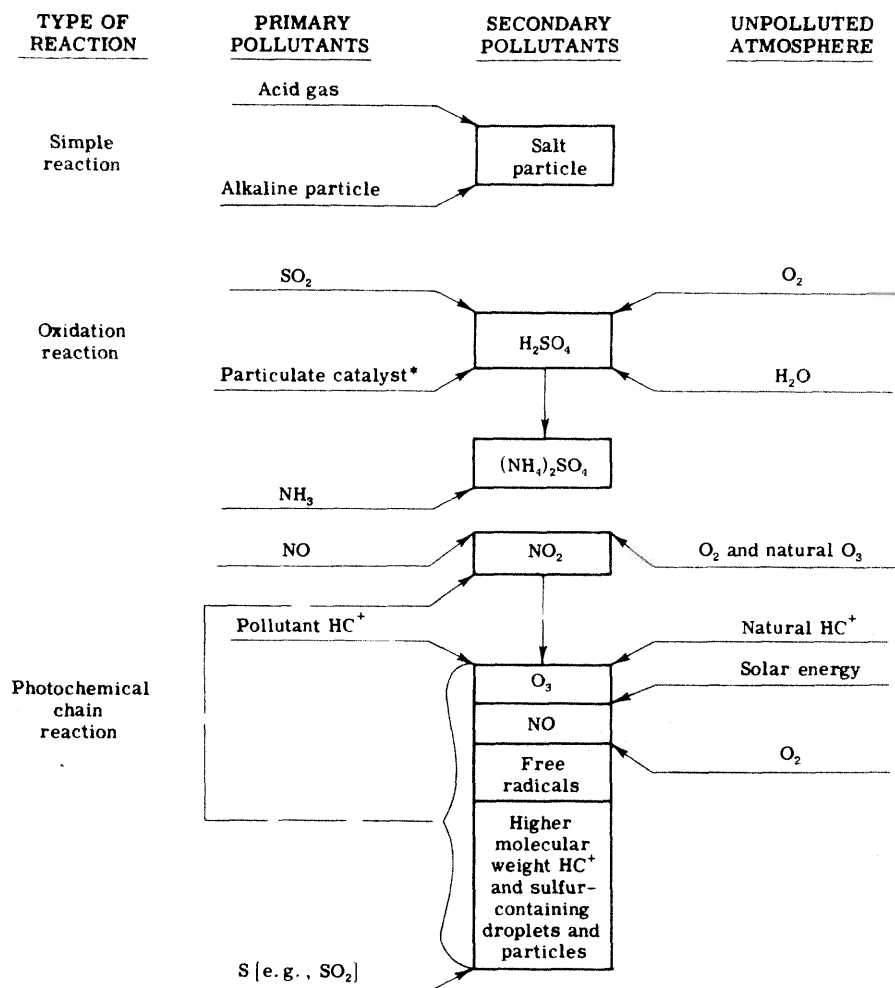 TYPE OF REACTION
PRIMARY POLLUTANTS
SECONDARY POLLUTANTS
UNPOLLUTED ATMOSPHERE
Simple
reaction
Acid gas
Alkaline particle
Salt
particle
Oxidation
reaction
SO₂
Particulate catalyst*
NH₃
H₂SO₄
(NH₄)₂SO₄
O₂
H₂O
Photochemical
chain
reaction
NO
Pollutant HC⁺
S [e.g., SO₂]
NO₂
O₃
NO
Free
radicals
Higher
molecular
weight HC⁺
and sulfur-
containing
droplets and
particles
O₂ and natural O₃
Natural HC⁺
Solar energy
O₂